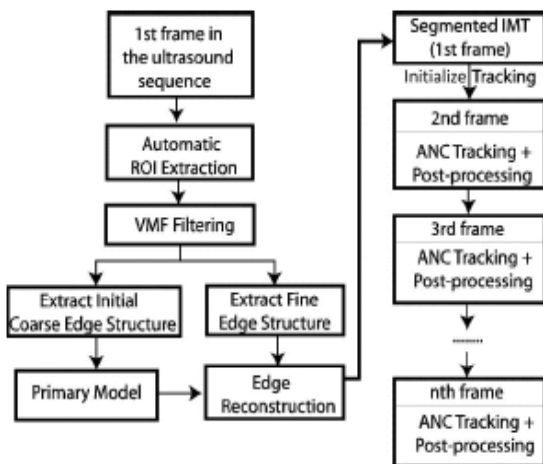 1st frame in
the ultrasound
sequence
Automatic
ROI Extraction
VMF Filtering
Extract Initial
Coarse Edge Structure
Extract Fine
Edge Structure
Primary Model
Edge
Reconstruction
Segmented IMT
(1st frame)
Initialize Tracking
2nd frame
ANC Tracking +
Post-processing
3rd frame
ANC Tracking +
Post-processing
........
nth frame
ANC Tracking +
Post-processing